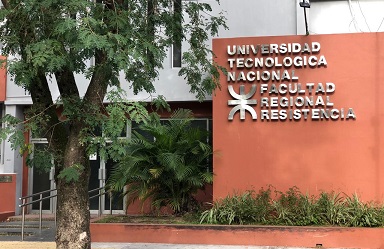 UNIVERSIDAD
TECNOLOGICA
NACIONAL
FACULTAD
REGIONAL
RESISTENCIA